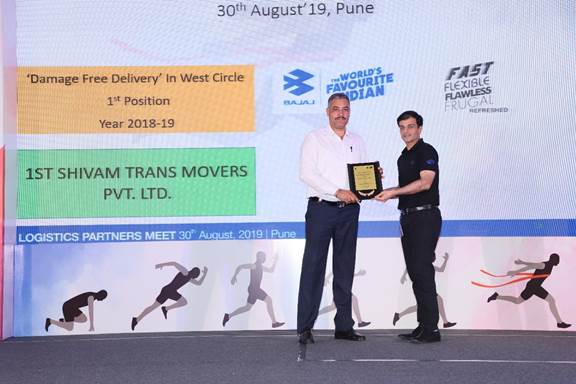 30th August'19, Pune
'Damage Free Delivery' In West Circle
1st Position
Year 2018-19
BAJAJ
THE WORLD'S
FAVOURITE
INDIAN
FAST
FLEXIBLE
FLAWLESS
FRUGAL
REFRESHED
1ST SHIVAM TRANS MOVERS
PVT. LTD.
LOGISTICS PARTNERS MEET 30th August, 2019 | Pune